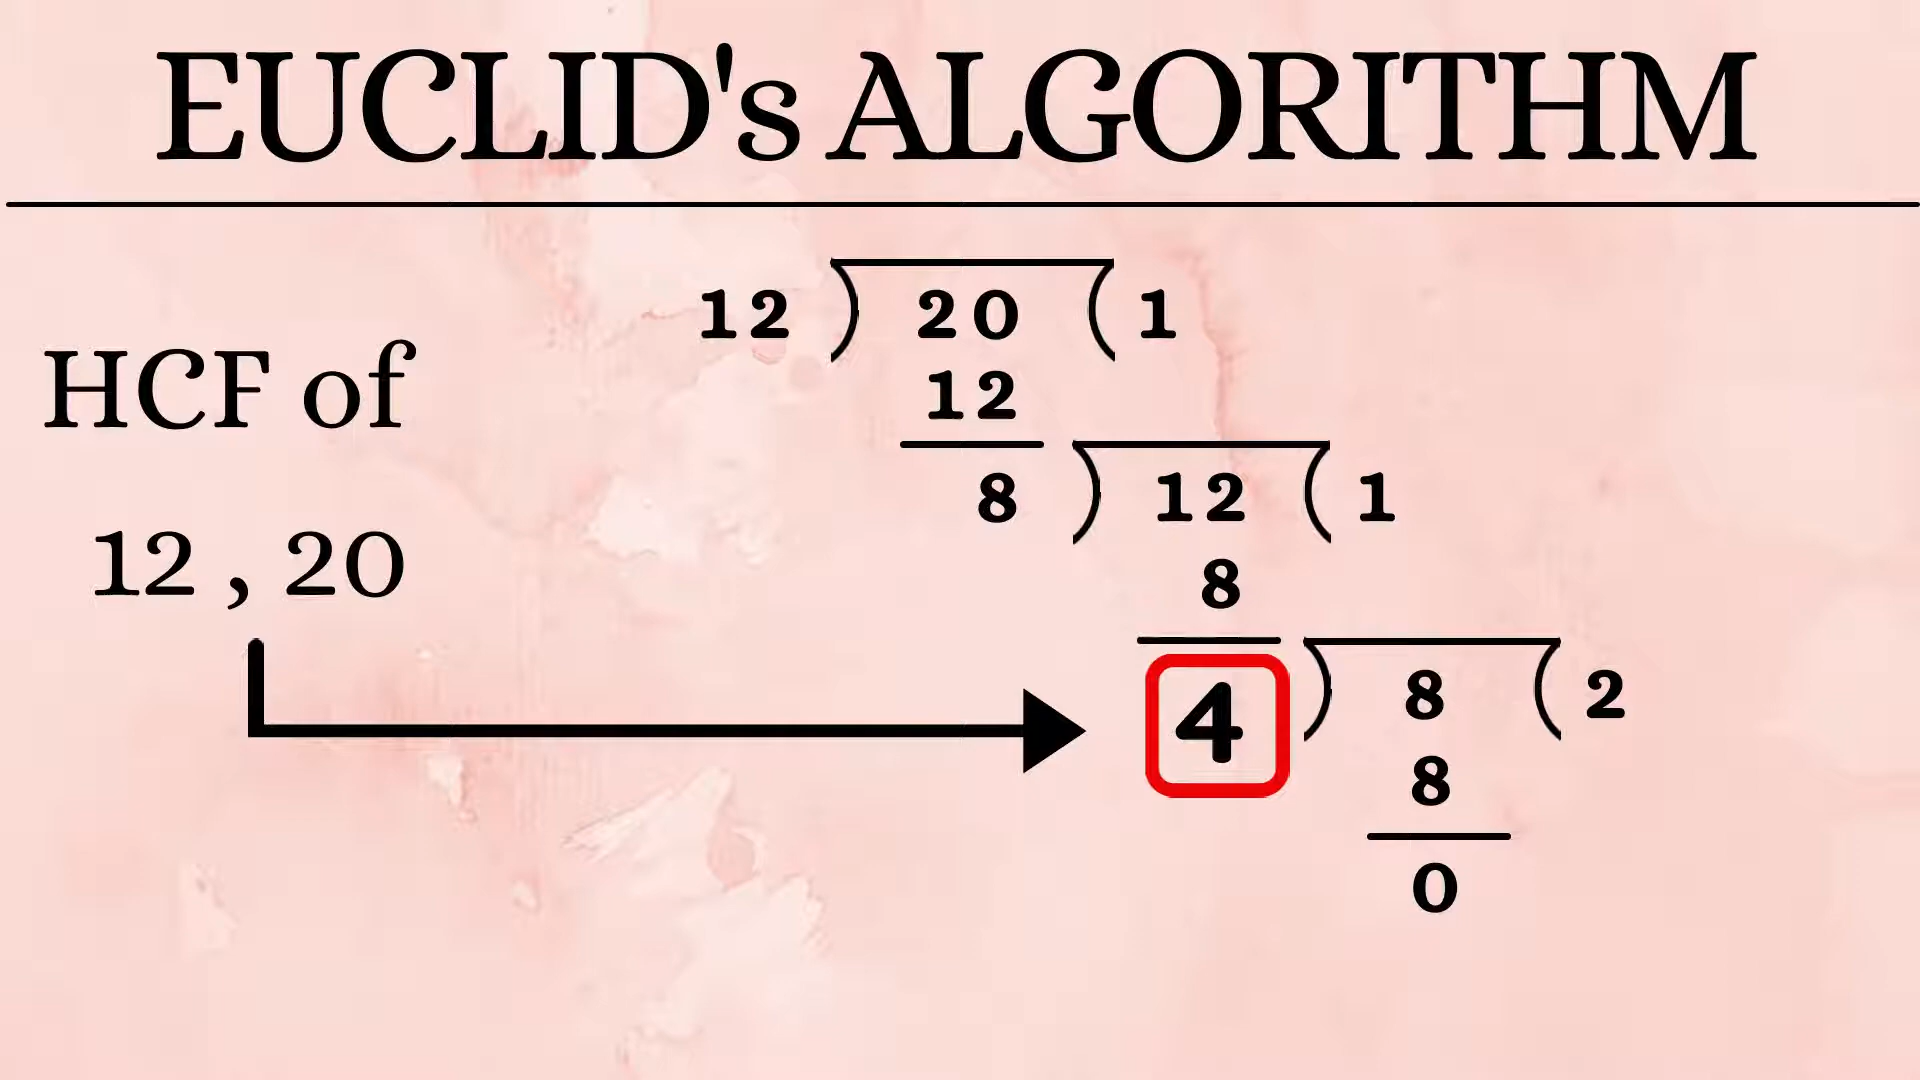 EUCLID's ALGORITHM
HCF of
12 , 20
12 ) 20 ( 1
12
8 ) 12 ( 1
8
4 ) 8 ( 2
8
0